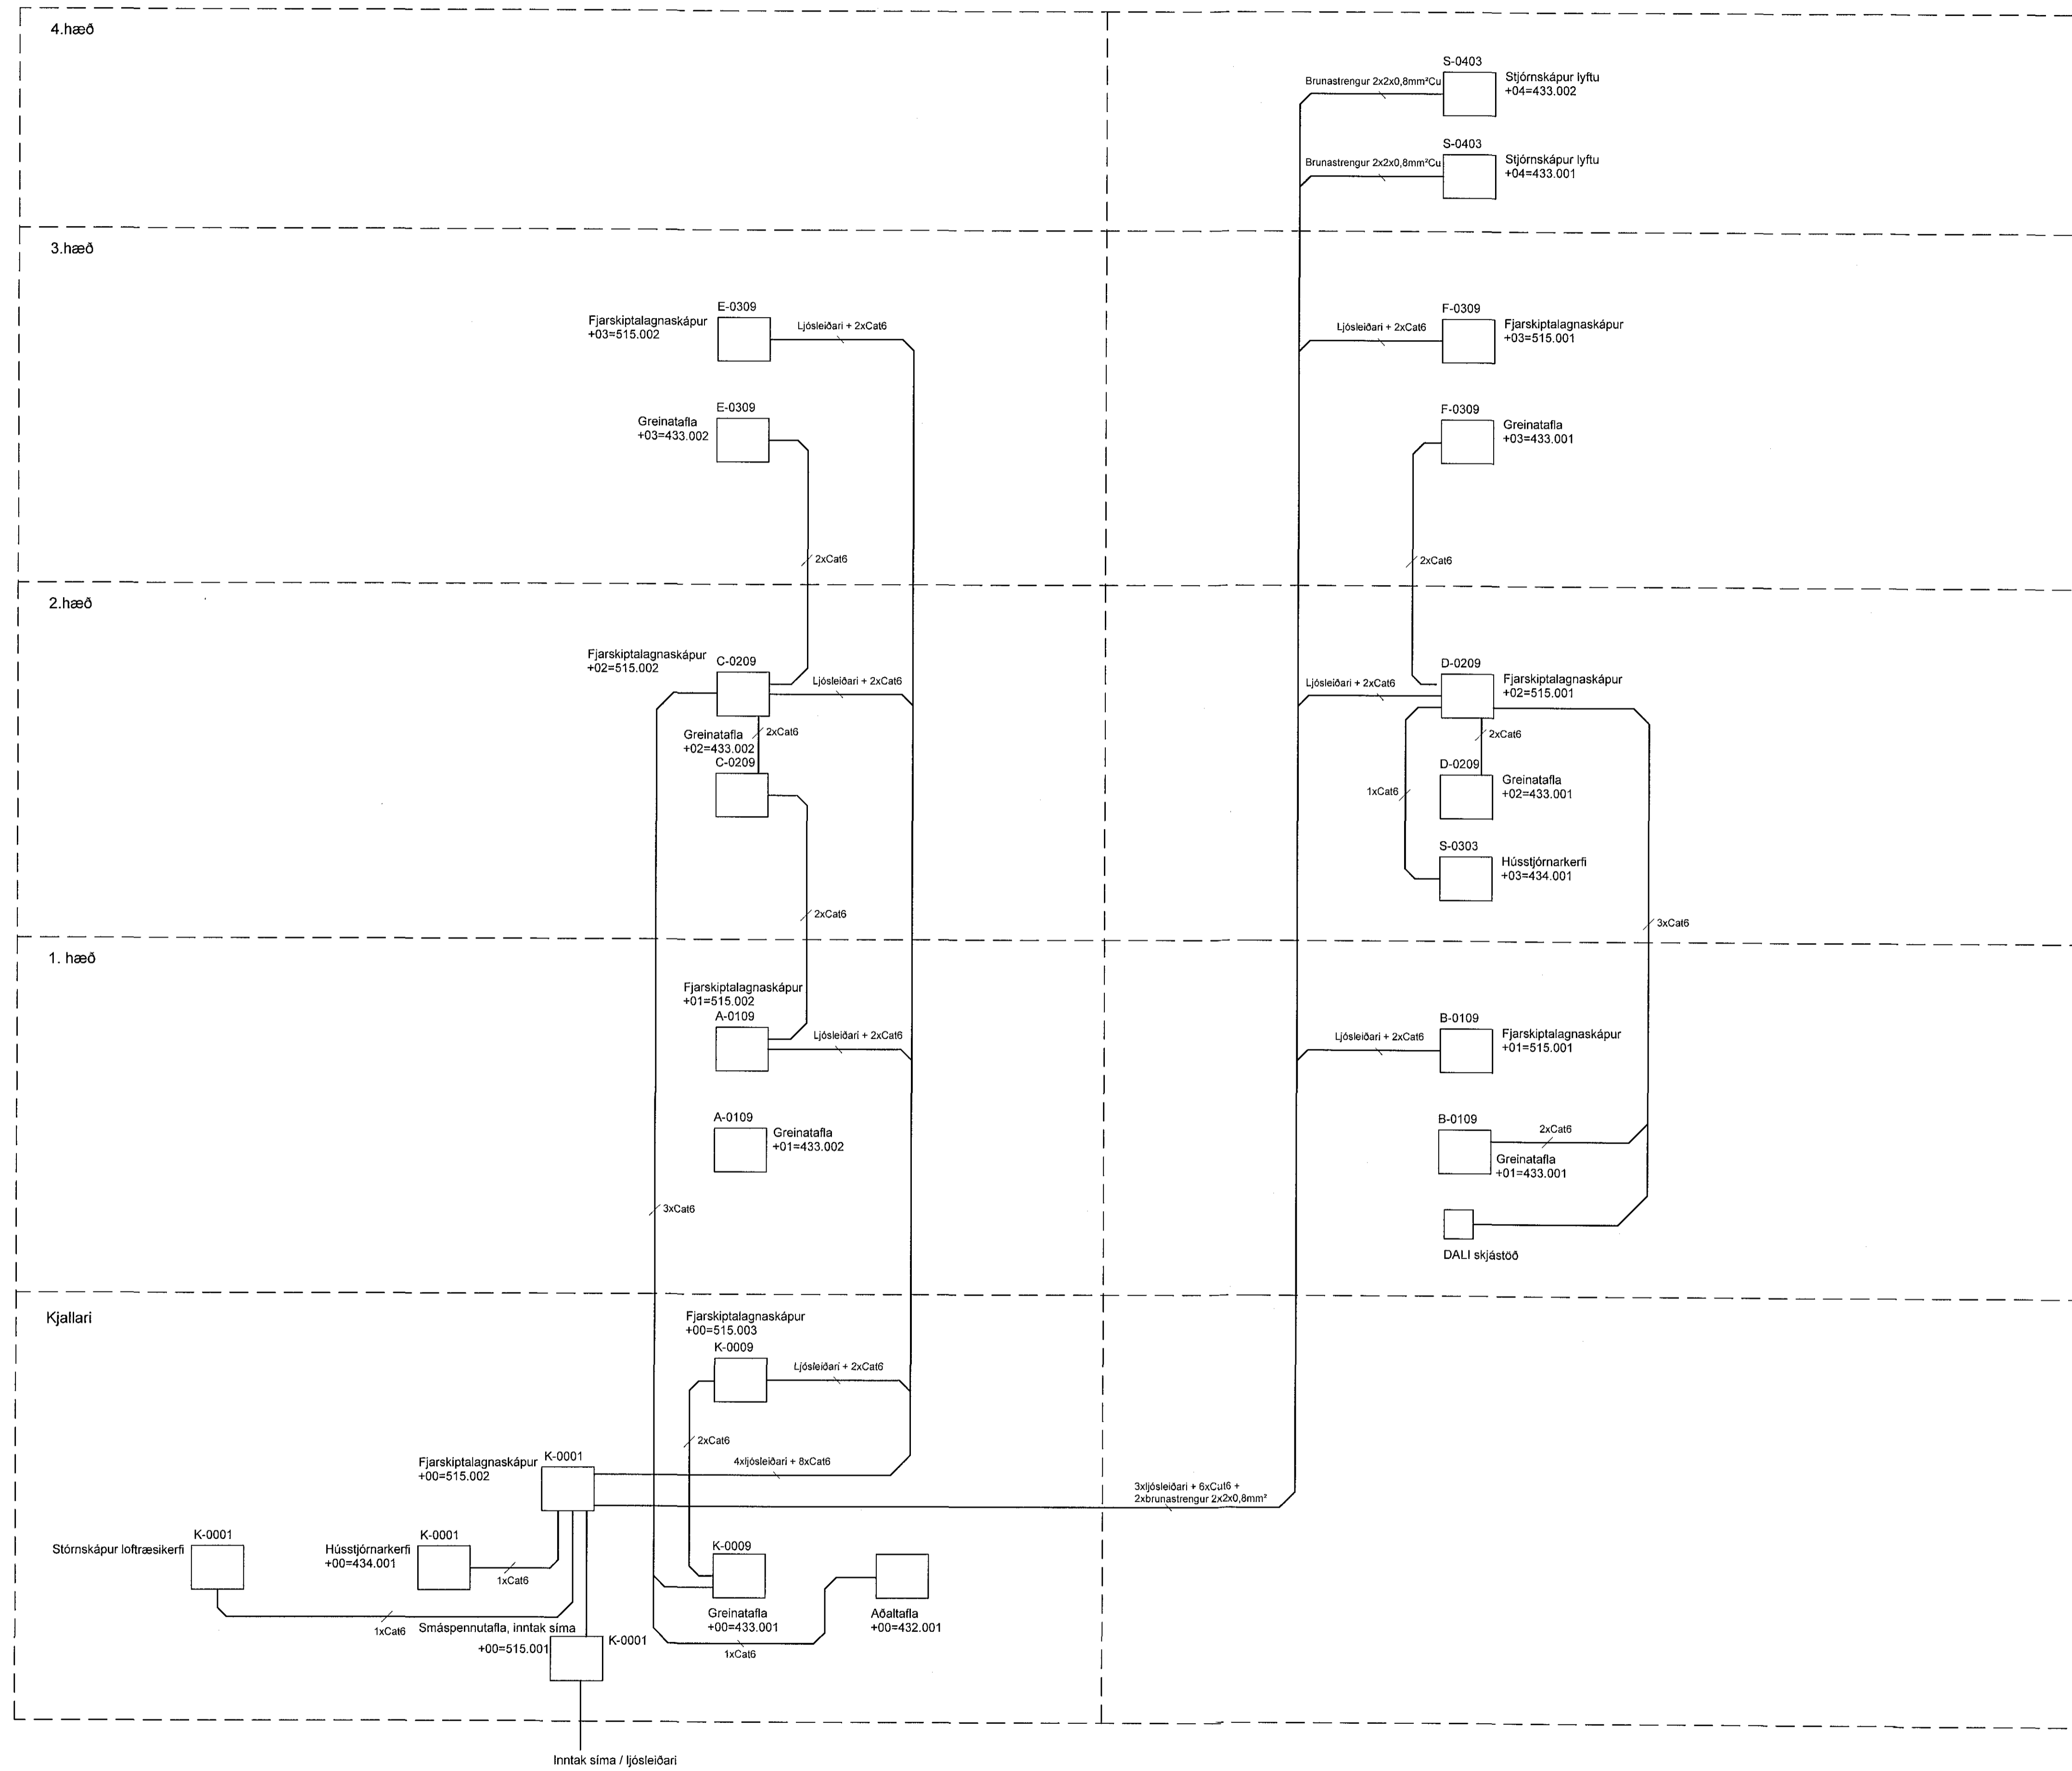 4.hæð
S-0403
Brunastrengur 2x2x0,8mm²Cu
Stjórnskápur lyftu
+04=433.002
S-0403
Brunastrengur 2x2x0,8mm²Cu
Stjórnskápur lyftu
+04=433.001
3.hæð
E-0309
Fjarskiptalagnaskápur
+03=515.002
Ljósleiðari + 2xCat6
F-0309
Ljósleiðari + 2xCat6
Fjarskiptalagnaskápur
+03=515.001
E-0309
Greinatafla
+03=433.002
F-0309
Greinatafla
+03=433.001
2xCat6
2xCat6
2.hæð
Fjarskiptalagnaskápur
+02=515.002
C-0209
Ljósleiðari + 2xCat6
D-0209
Ljósleiðari + 2xCat6
Fjarskiptalagnaskápur
+02=515.001
2xCat6
Greinatafla
+02=433.002
C-0209
2xCat6
D-0209
Greinatafla
+02=433.001
1xCat6
S-0303
Hússtjórnarkerfi
+03=434.001
2xCat6
3xCat6
1. hæð
Fjarskiptalagnaskápur
+01=515.002
A-0109
Ljósleiðari + 2xCat6
B-0109
Ljósleiðari + 2xCat6
Fjarskiptalagnaskápur
+01=515.001
A-0109
Greinatafla
+01=433.002
B-0109
2xCat6
Greinatafla
+01=433.001
3xCat6
DALI skjástöð
Kjallari
Fjarskiptalagnaskápur
+00=515.003
K-0009
Ljósleiðari + 2xCat6
2xCat6
Fjarskiptalagnaskápur
+00=515.002
K-0001
4xljósleiðari + 8xCat6
3xljósleiðari + 6xCut6 +
2xbrunastrengur 2x2x0,8mm²
K-0001
Stórnskápur loftræsikerfi
K-0001
Hússtjórnarkerfi
+00=434.001
1xCat6
K-0009
Greinatafla
+00=433.001
Aðaltafla
+00=432.001
1xCat6
Smáspennutafla, inntak síma
+00=515.001
K-0001
1xCat6
Inntak síma / ljósleiðari